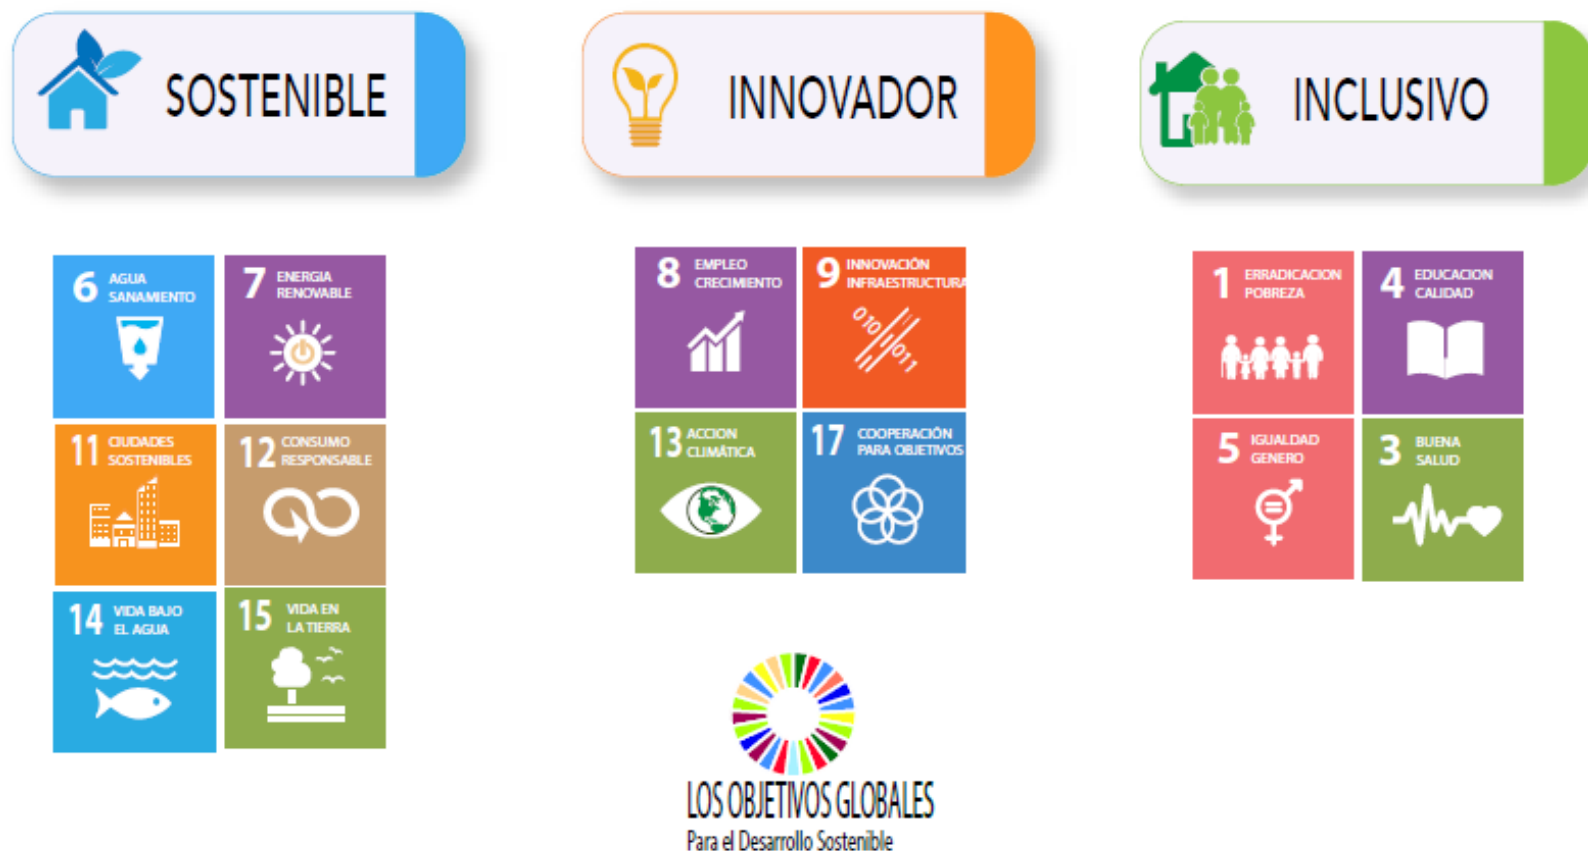 SOSTENIBLE
INNOVADOR
INCLUSIVO
6 AGUA
SANAMIENTO
7 ENERGIA
RENOVABLE
11 CIUDADES
SOSTENIBLES
12 CONSUMO
RESPONSABLE
14 VIDA BAJO
EL AGUA
15 VIDA EN
LA TIERRA
8 EMPLEO
CRECIMIENTO
9 INNOVACIÓN
INFRAESTRUCTURA
010
011
13 ACCION
CLIMÁTICA
17 COOPERACIÓN
PARA OBJETIVOS
1 ERRADICACION
POBREZA
4 EDUCACION
CALIDAD
5 IGUALDAD
GENERO
3 BUENA
SALUD
LOS OBJETIVOS GLOBALES
Para el Desarrollo Sostenible